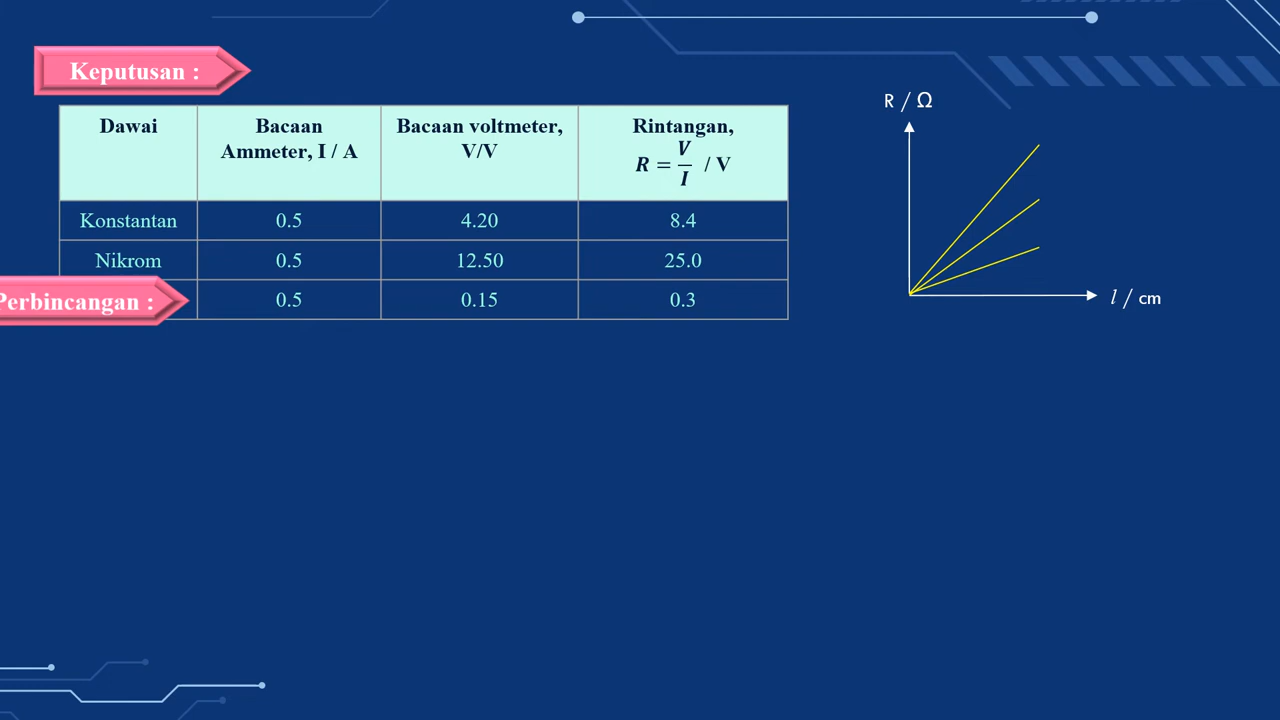 Keputusan :
Dawai
Bacaan
Ammeter, I / A
Bacaan voltmeter,
V/V
Rintangan,
R = V/I / V
Konstantan 0.5 4.20 8.4
Nikrom 0.5 12.50 25.0
Perbincangan : 0.5 0.15 0.3
R / Ω
l / cm